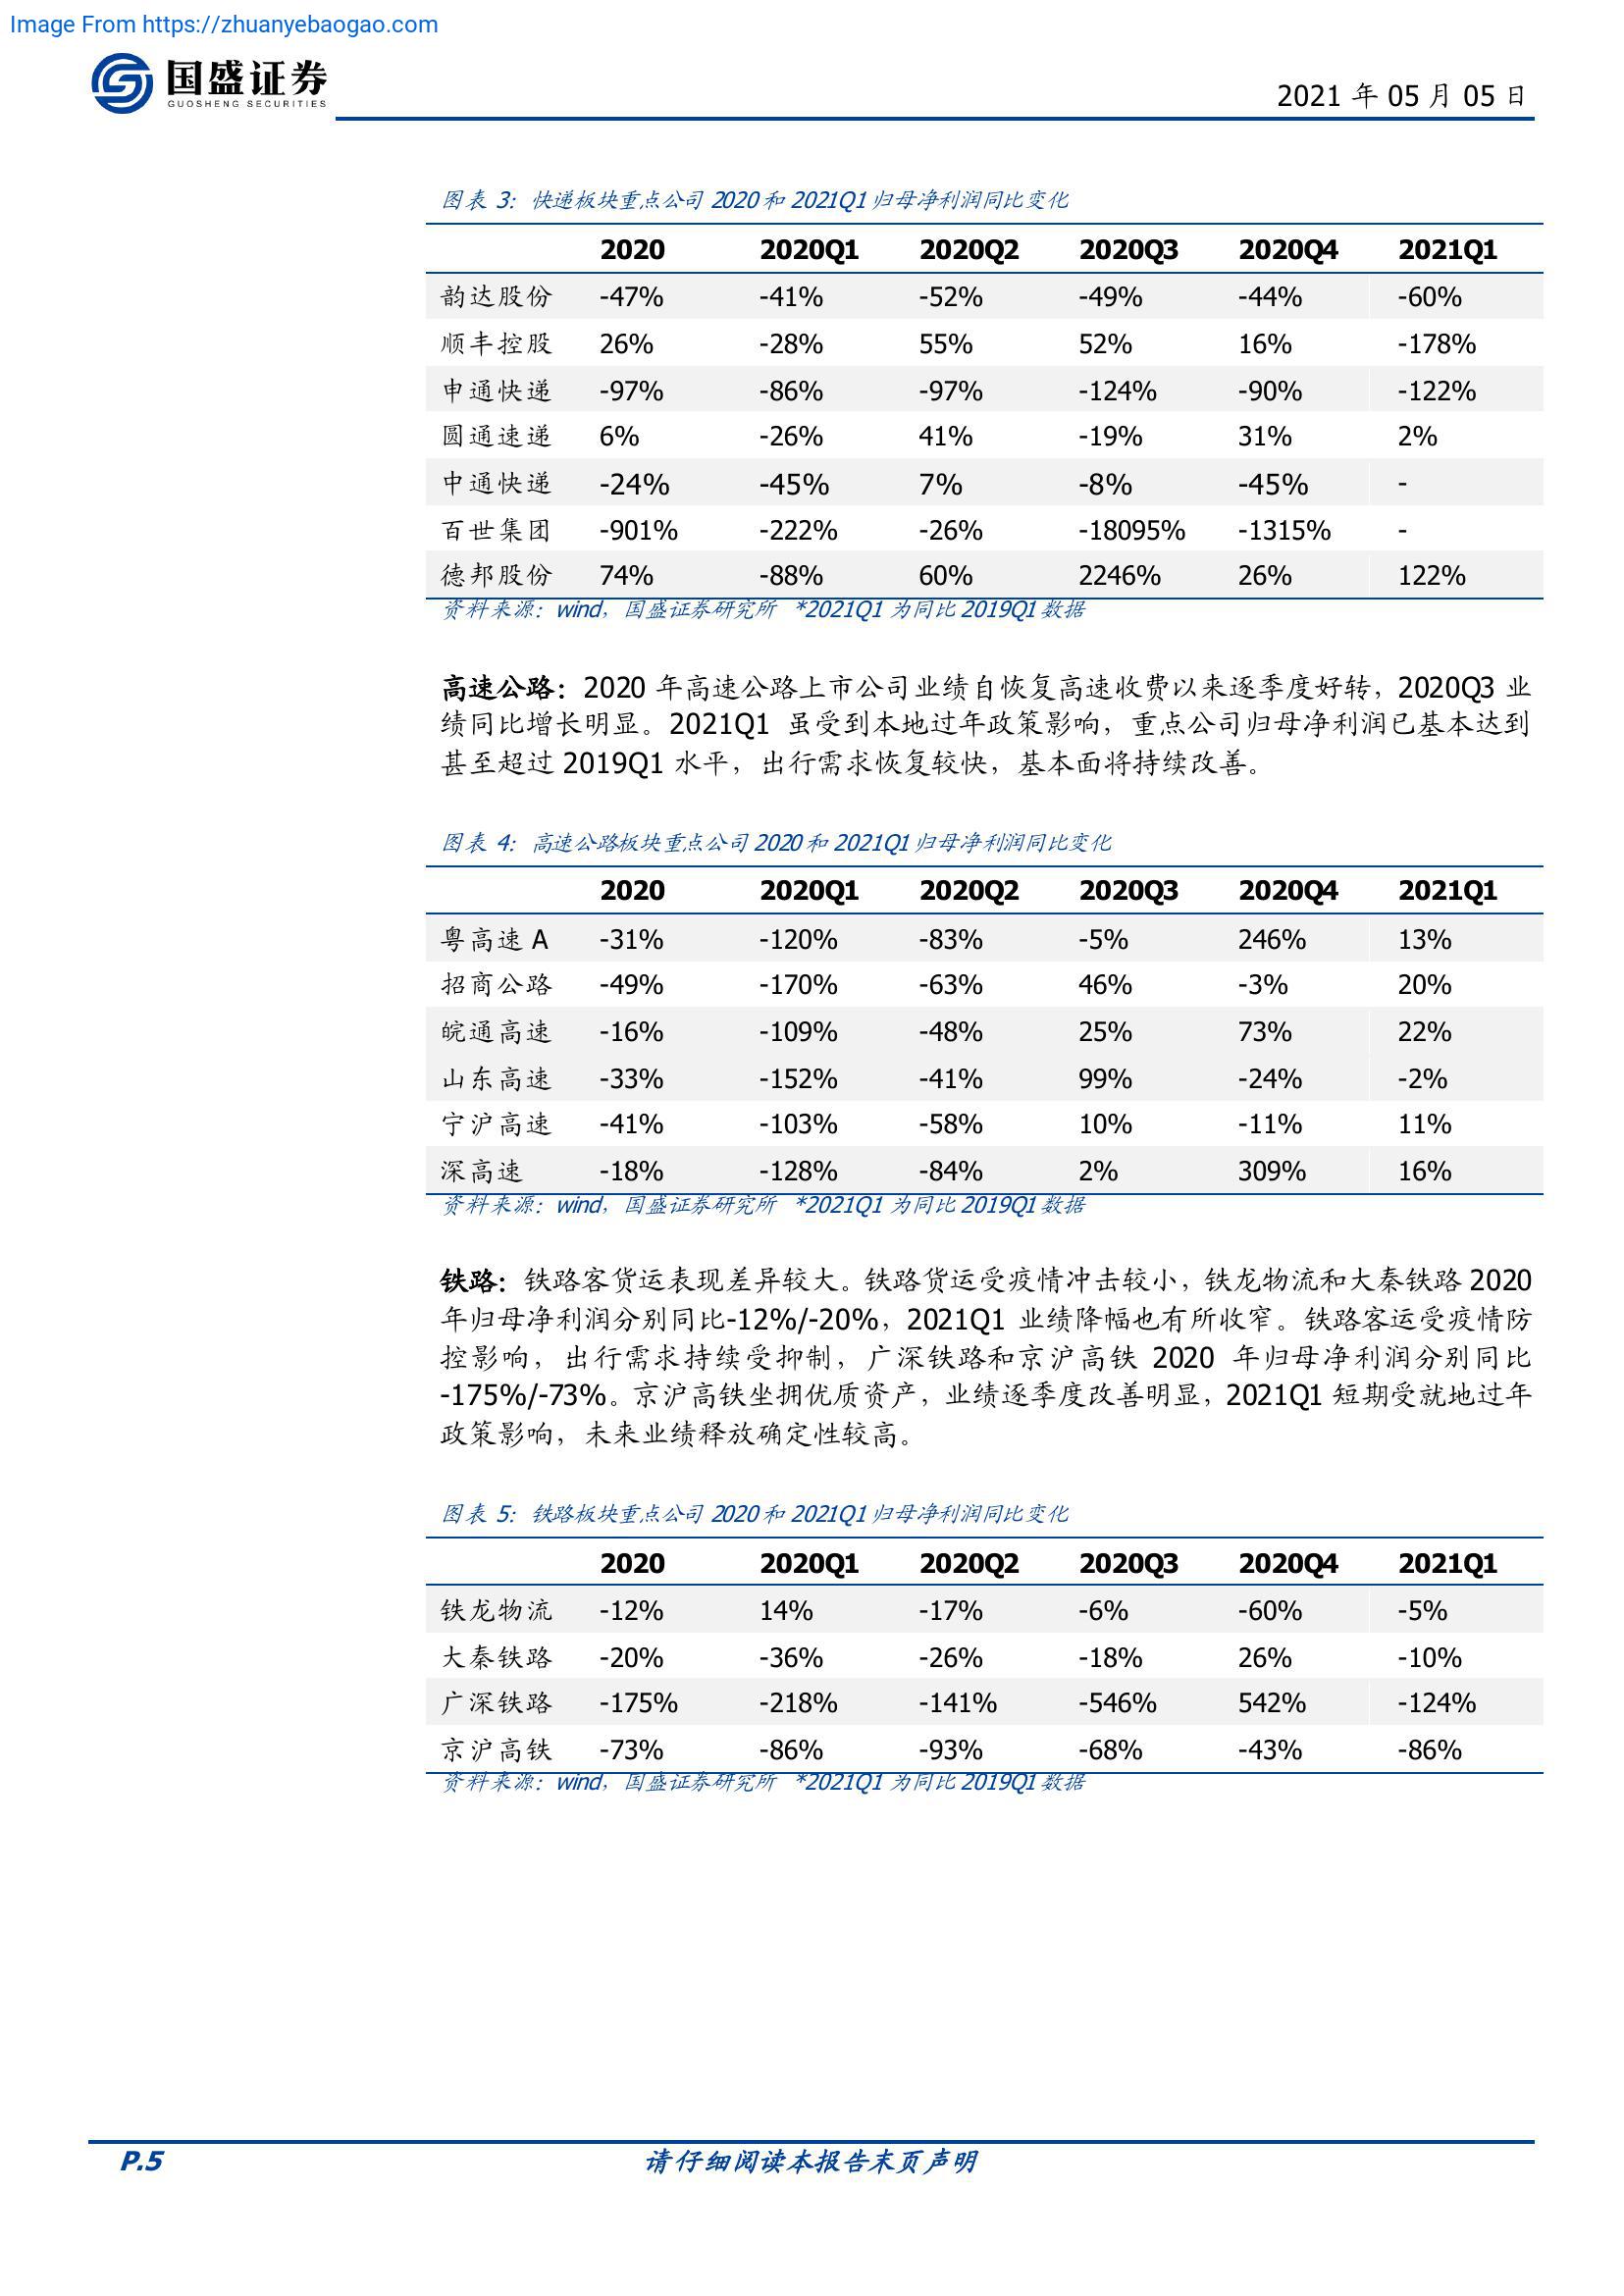 Image From https://zhuanyebaogao.com
国盛证券
GUOSHENG SECURITIES
2021 年 05 月 05 日
图表 3：快递板块重点公司 2020 和 2021Q1 归母净利润同比变化
2020 2020Q1 2020Q2 2020Q3 2020Q4 2021Q1
韵达股份 -47% -41% -52% -49% -44% -60%
顺丰控股 26% -28% 55% 52% 16% -178%
申通快递 -97% -86% -97% -124% -90% -122%
圆通速递 6% -26% 41% -19% 31% 2%
中通快递 -24% -45% 7% -8% -45% -
百世集团 -901% -222% -26% -18095% -1315% -
德邦股份 74% -88% 60% 2246% 26% 122%
资料来源：wind，国盛证券研究所 *2021Q1 为同比 2019Q1 数据
高速公路：2020 年高速公路上市公司业绩自恢复高速收费以来逐季度好转，2020Q3 业
绩同比增长明显。2021Q1 虽受到本地过年政策影响，重点公司归母净利润已基本达到
甚至超过 2019Q1 水平，出行需求恢复较快，基本面将持续改善。
图表 4：高速公路板块重点公司 2020 和 2021Q1 归母净利润同比变化
2020 2020Q1 2020Q2 2020Q3 2020Q4 2021Q1
粤高速 A -31% -120% -83% -5% 246% 13%
招商公路 -49% -170% -63% 46% -3% 20%
皖通高速 -16% -109% -48% 25% 73% 22%
山东高速 -33% -152% -41% 99% -24% -2%
宁沪高速 -41% -103% -58% 10% -11% 11%
深高速 -18% -128% -84% 2% 309% 16%
资料来源：wind，国盛证券研究所 *2021Q1 为同比 2019Q1 数据
铁路：铁路客货运表现差异较大。铁路货运受疫情冲击较小，铁龙物流和大秦铁路 2020
年归母净利润分别同比-12%/-20%，2021Q1 业绩降幅也有所收窄。铁路客运受疫情防
控影响，出行需求持续受抑制，广深铁路和京沪高铁 2020 年归母净利润分别同比
-175%/-73%。京沪高铁坐拥优质资产，业绩逐季度改善明显，2021Q1 短期受就地过年
政策影响，未来业绩释放确定性较高。
图表 5：铁路板块重点公司 2020 和 2021Q1 归母净利润同比变化
2020 2020Q1 2020Q2 2020Q3 2020Q4 2021Q1
铁龙物流 -12% 14% -17% -6% -60% -5%
大秦铁路 -20% -36% -26% -18% 26% -10%
广深铁路 -175% -218% -141% -546% 542% -124%
京沪高铁 -73% -86% -93% -68% -43% -86%
资料来源：wind，国盛证券研究所 *2021Q1 为同比 2019Q1 数据
P.5 请仔细阅读本报告末页声明